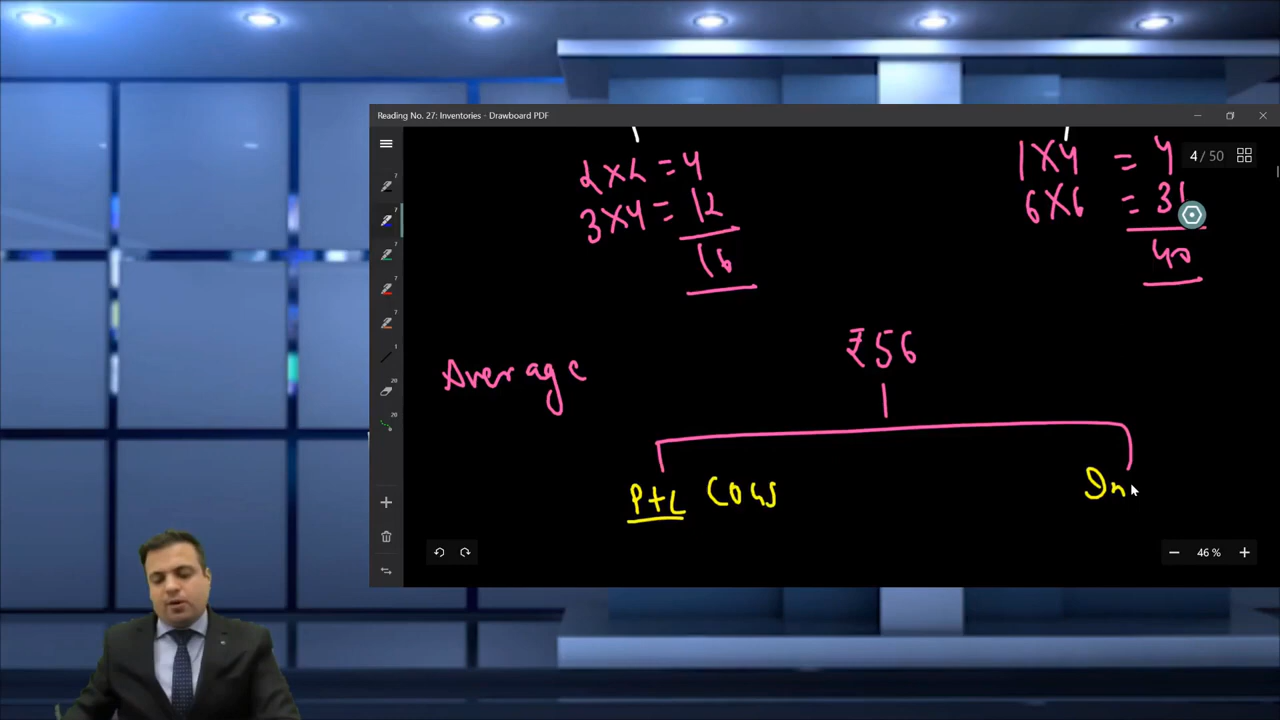 Reading No. 27: Inventories - Drawboard PDF
4 / 50
2X2 = 4
3X4 = 12
16
1X4 = 4
6X6 = 36
40
₹56
Average
P+L COGS
In
46 %